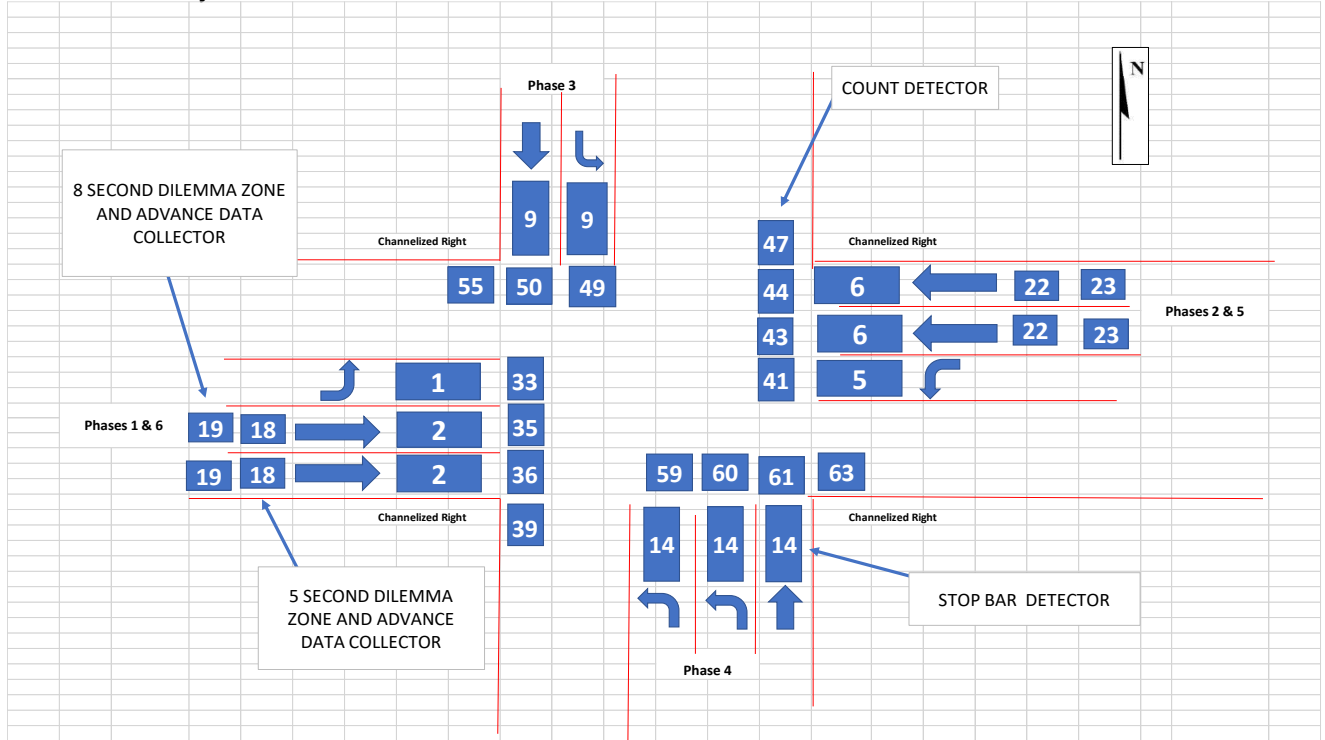 Phase 3
COUNT DETECTOR
N
8 SECOND DILEMMA ZONE
AND ADVANCE DATA
COLLECTOR
9 9
Channelized Right
47
Channelized Right
55 50 49
44 6 22 23
Phases 2 & 5
43 6 22 23
1 33
41 5
Phases 1 & 6
19 18 2 35
19 18 2 36
59 60 61 63
Channelized Right
39
Channelized Right
14 14 14
5 SECOND DILEMMA
ZONE AND ADVANCE
DATA COLLECTOR
STOP BAR DETECTOR
Phase 4